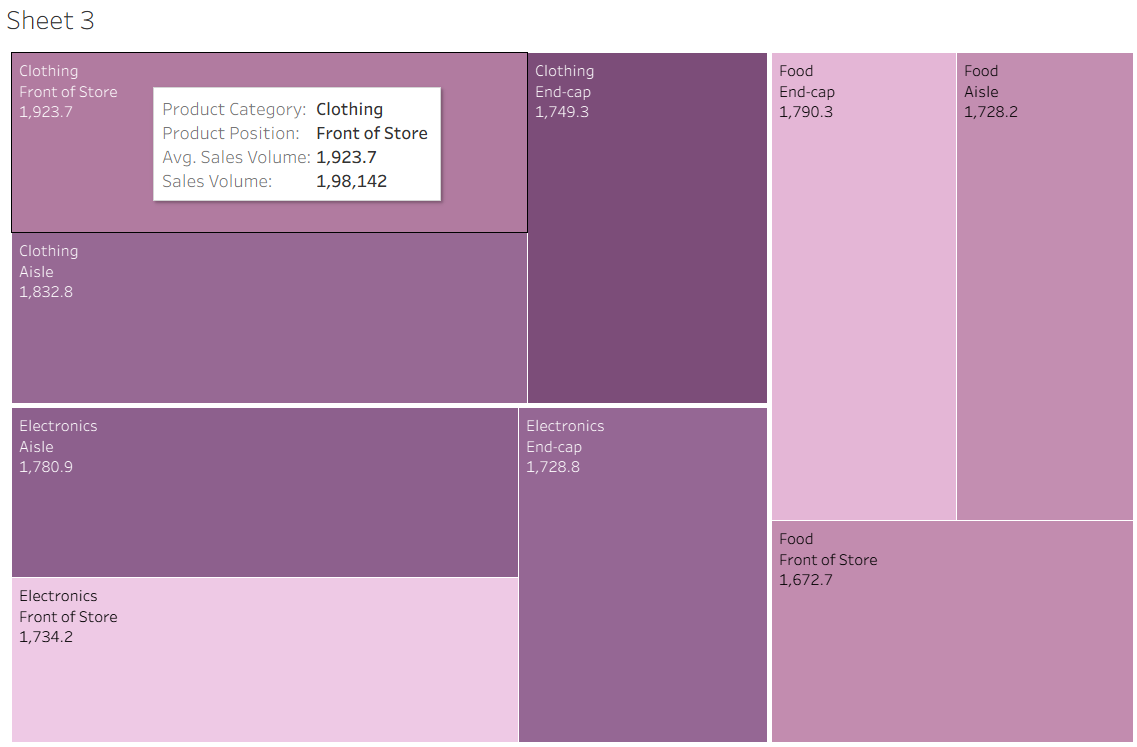 Sheet 3
Clothing
Front of Store
1,923.7
Product Category: Clothing
Product Position: Front of Store
Avg. Sales Volume: 1,923.7
Sales Volume: 1,98,142
Clothing
Aisle
1,832.8
Clothing
End-cap
1,749.3
Electronics
Aisle
1,780.9
Electronics
Front of Store
1,734.2
Electronics
End-cap
1,728.8
Food
End-cap
1,790.3
Food
Aisle
1,728.2
Food
Front of Store
1,672.7